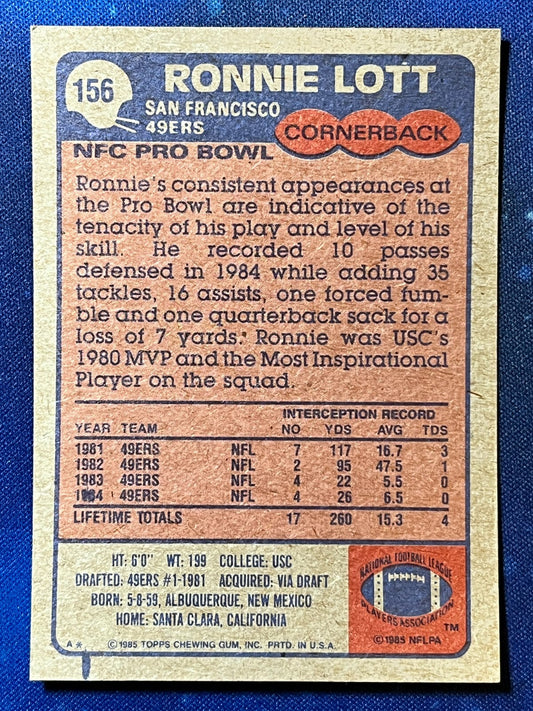 156
RONNIE LOTT
SAN FRANCISCO
49ERS
CORNERBACK
NFC PRO BOWL
Ronnie's consistent appearances at
the Pro Bowl are indicative of the
tenacity of his play and level of his
skill. He recorded 10 passes
defensed in 1984 while adding 35
tackles, 16 assists, one forced fum-
ble and one quarterback sack for a
loss of 7 yards. Ronnie was USC's
1980 MVP and the Most Inspirational
Player on the squad.
INTERCEPTION RECORD
YEAR TEAM NO YDS AVG TDS
1981 49ERS NFL 7 117 16.7 3
1982 49ERS NFL 2 95 47.5 1
1983 49ERS NFL 4 22 5.5 0
1984 49ERS NFL 4 26 6.5 0
LIFETIME TOTALS 17 260 15.3 4
HT: 6'0" WT: 199 COLLEGE: USC
DRAFTED: 49ERS #1-1981 ACQUIRED: VIA DRAFT
BORN: 5-8-59, ALBUQUERQUE, NEW MEXICO
HOME: SANTA CLARA, CALIFORNIA
A* ©1985 TOPPS CHEWING GUM, INC. PRTD. IN U.S.A.
NATIONAL FOOTBALL LEAGUE
PLAYERS ASSOCIATION
TM
©1985 NFLPA